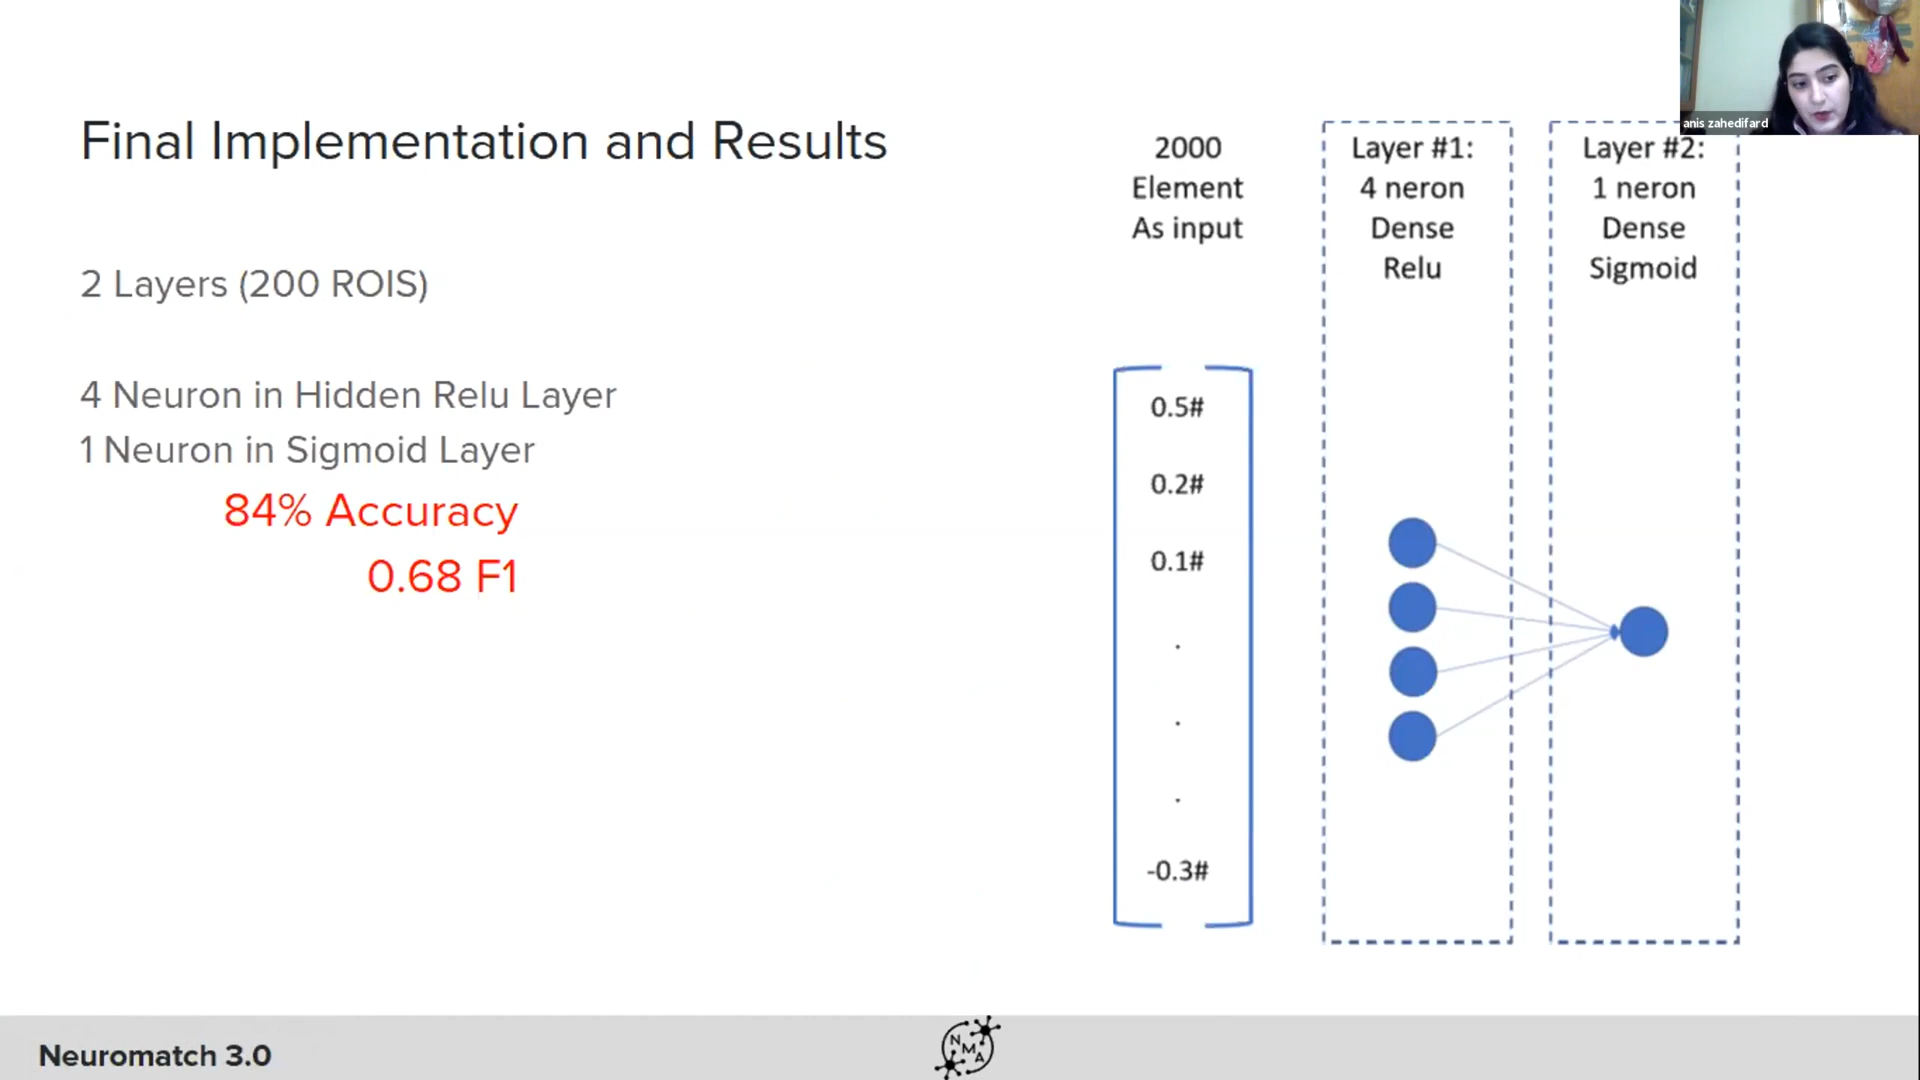 Final Implementation and Results
2 Layers (200 ROIS)
4 Neuron in Hidden Relu Layer
1 Neuron in Sigmoid Layer
84% Accuracy
0.68 F1
2000
Element
As input
0.5#
0.2#
0.1#
.
.
.
-0.3#
Layer #1:
4 neron
Dense
Relu
Layer #2:
1 neron
Dense
Sigmoid
anis zahedifard
Neuromatch 3.0
N
M
A